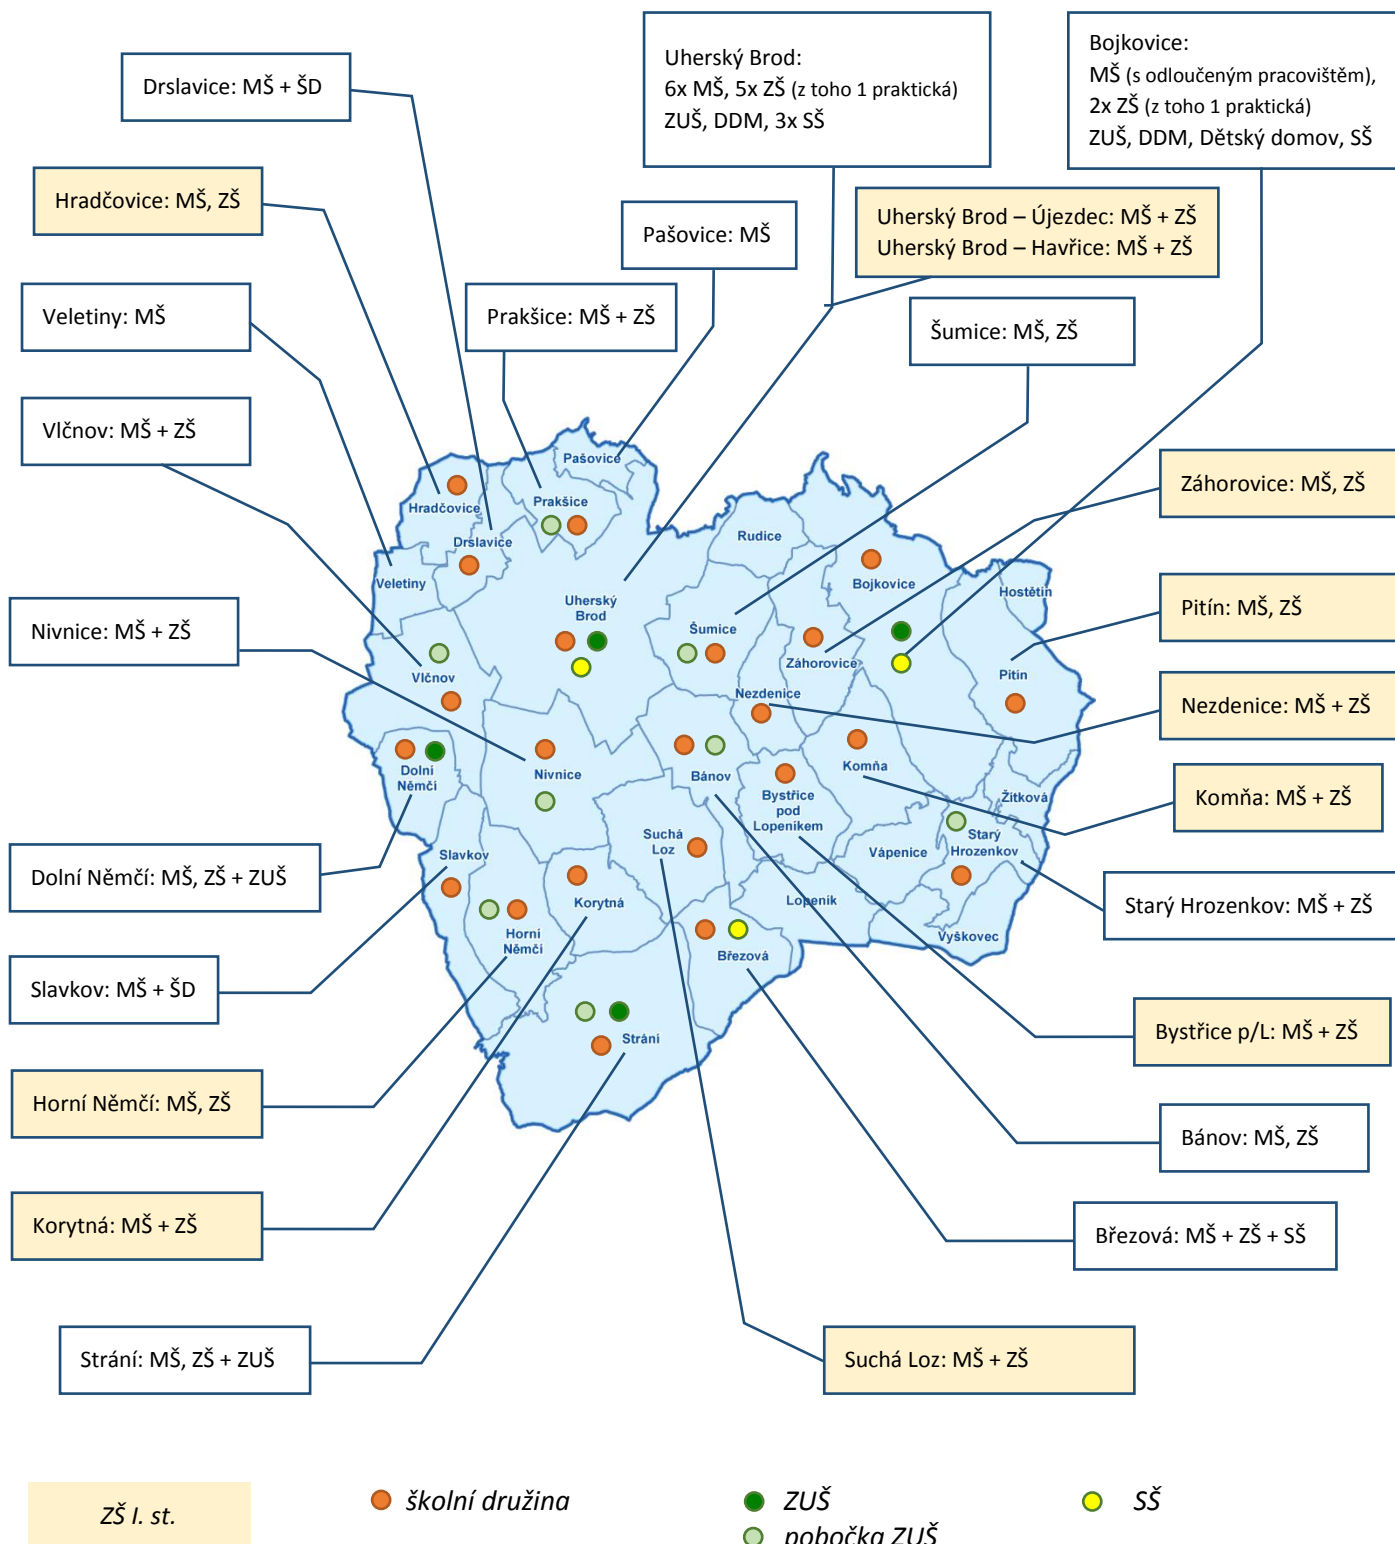 Uherský Brod:
6x MŠ, 5x ZŠ (z toho 1 praktická)
ZUŠ, DDM, 3x SŠ
Bojkovice:
MŠ (s odloučeným pracovištěm),
2x ZŠ (z toho 1 praktická)
ZUŠ, DDM, Dětský domov, SŠ
Drslavice: MŠ + ŠD
Hradčovice: MŠ, ZŠ
Pašovice: MŠ
Uherský Brod – Újezdec: MŠ + ZŠ
Uherský Brod – Havřice: MŠ + ZŠ
Veletiny: MŠ
Prakšice: MŠ + ZŠ
Šumice: MŠ, ZŠ
Vlčnov: MŠ + ZŠ
Záhorovice: MŠ, ZŠ
Pitín: MŠ, ZŠ
Nivnice: MŠ + ZŠ
Nezdenice: MŠ + ZŠ
Komňa: MŠ + ZŠ
Dolní Němčí: MŠ, ZŠ + ZUŠ
Starý Hrozenkov: MŠ + ZŠ
Slavkov: MŠ + ŠD
Bystřice p/L: MŠ + ZŠ
Horní Němčí: MŠ, ZŠ
Bánov: MŠ, ZŠ
Korytná: MŠ + ZŠ
Březová: MŠ + ZŠ + SŠ
Strání: MŠ, ZŠ + ZUŠ
Suchá Loz: MŠ + ZŠ
Pašovice
Prakšice
Hradčovice
Drslavice
Rudice
Veletiny
Bojkovice
Hostětín
Uherský
Brod
Šumice
Záhorovice
Vlčnov
Pitín
Nezdenice
Dolní
Němčí
Nivnice
Bánov
Komňa
Bystřice
pod
Lopeníkem
Žitková
Suchá
Loz
Starý
Hrozenkov
Vápenice
Slavkov
Korytná
Lopeník
Horní
Němčí
Vyškovec
Březová
Strání
ZŠ I. st.
školní družina
ZUŠ
SŠ
pobočka ZUŠ